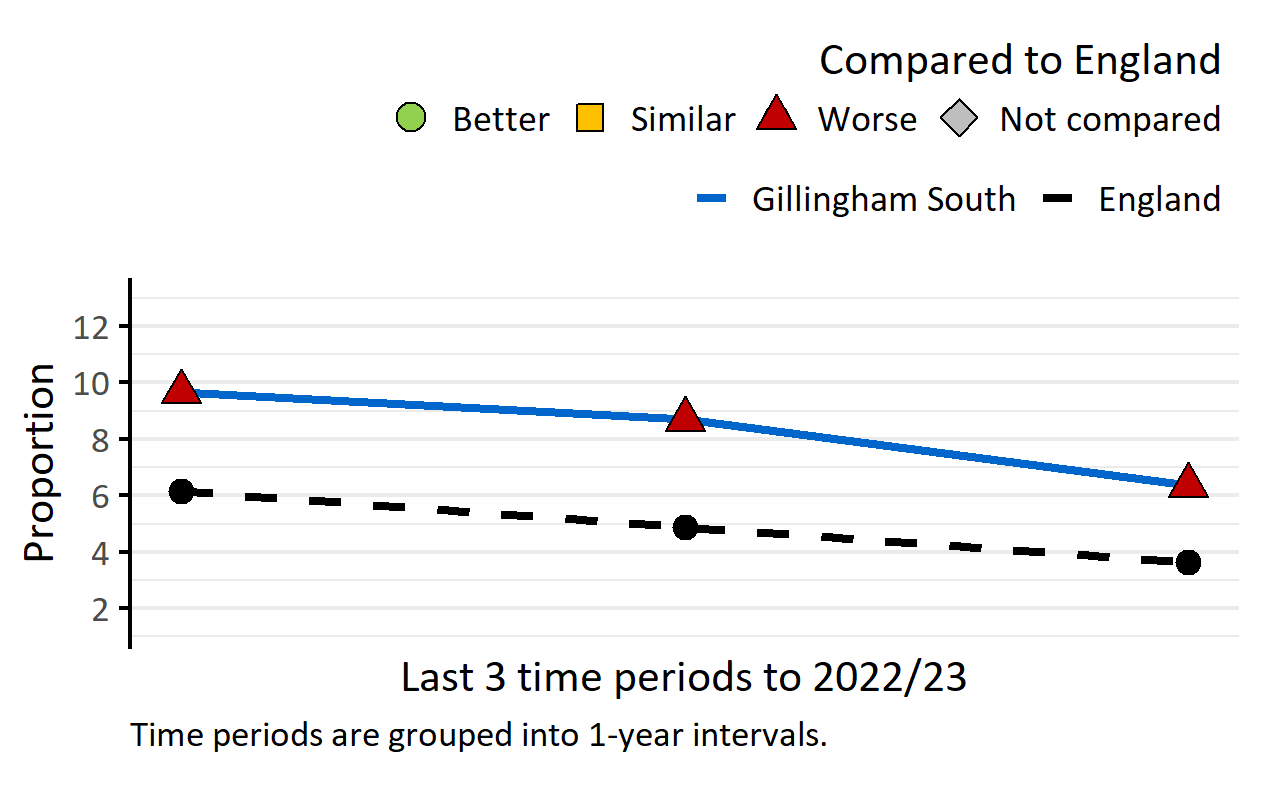 Compared to England
Better Similar Worse Not compared
Gillingham South England
12
10
8
6
4
2
Proportion
Last 3 time periods to 2022/23
Time periods are grouped into 1-year intervals.